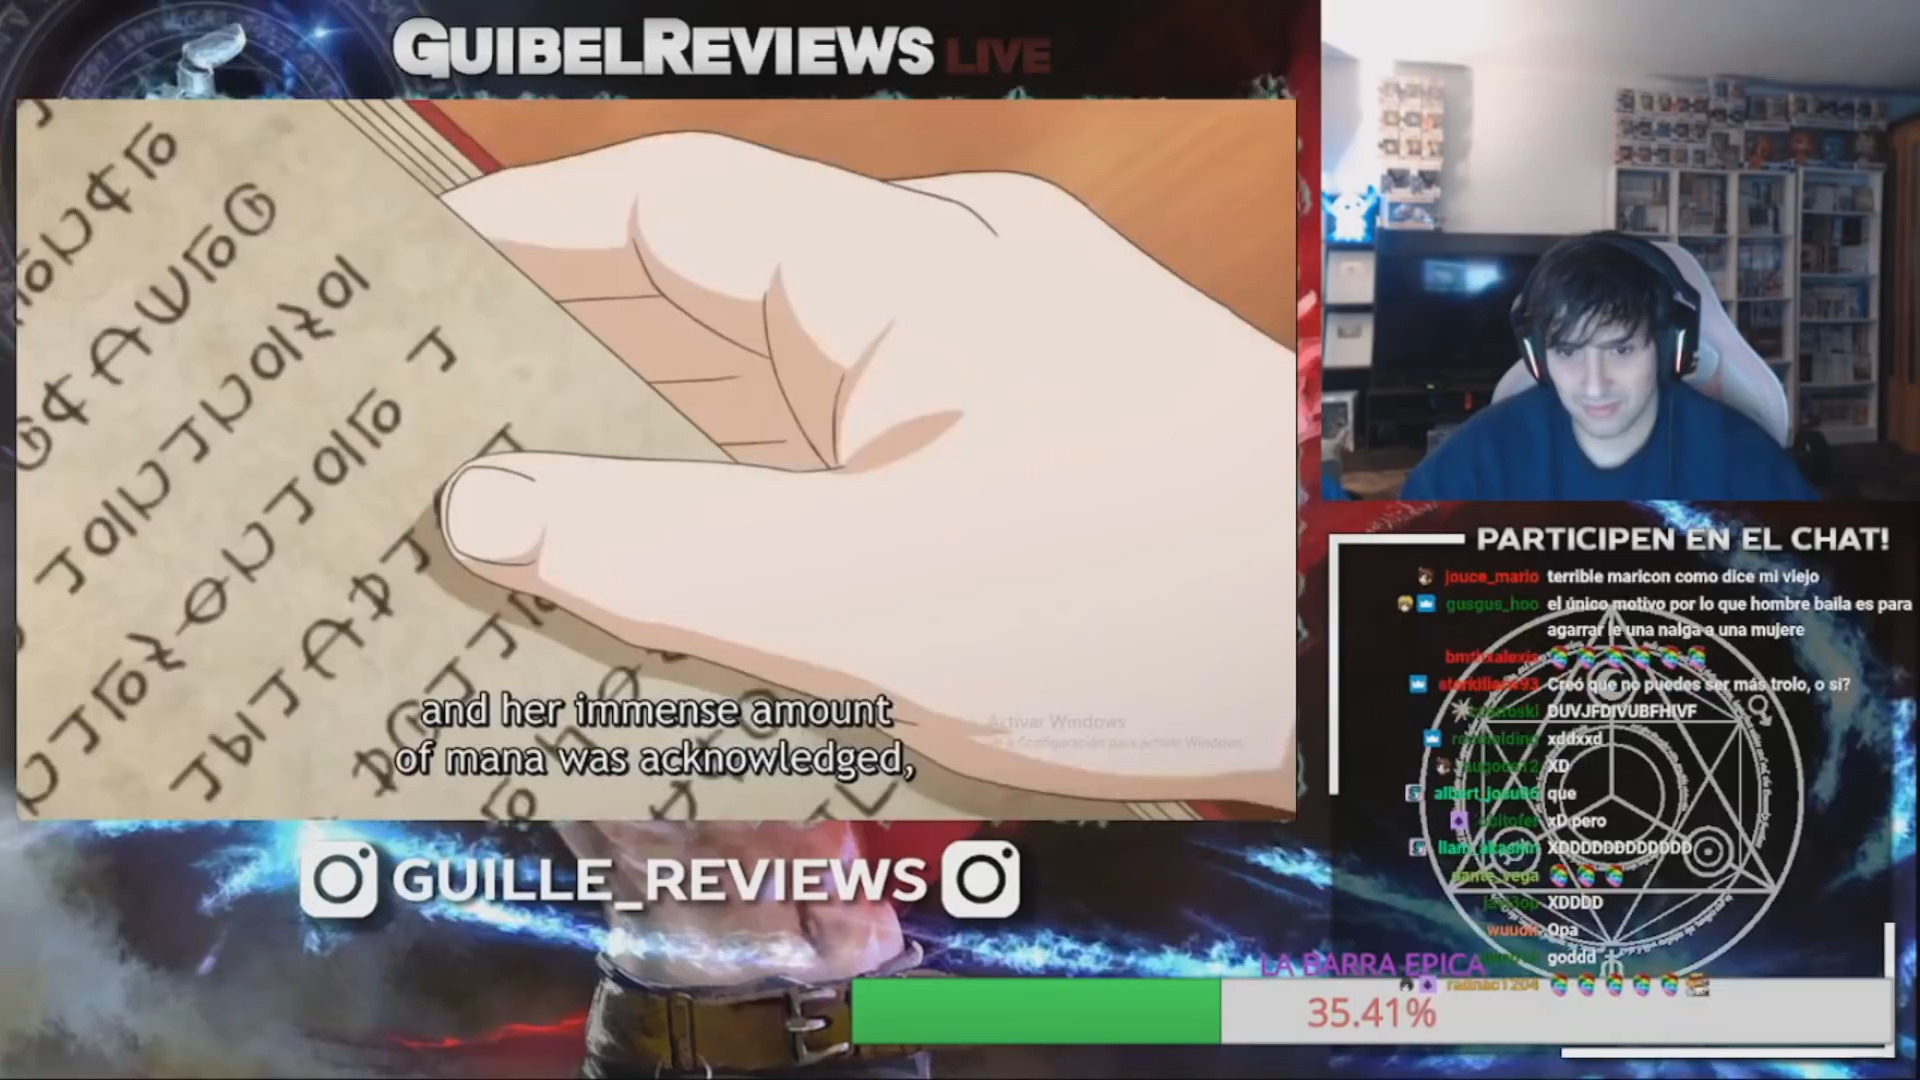 GUIBELREVIEWS LIVE
and her immense amount
of mana was acknowledged,
Activar Windows
GUILLE_REVIEWS
PARTICIPEN EN EL CHAT!
jouce_mario terrible maricon como dice mi viejo
gusgus_hoo el único motivo por lo que hombre baila es para
agarrar le una nalga a una mujere
Creó que no puedes ser más trolo, o si?
DUVJFDIVUBFHIVF
xddxxd
XD
que
xD pero
XDDDDDDDDDDDD
dante_vega
XDDDD
Opa
goddd
LA BARRA EPICA
35.41%